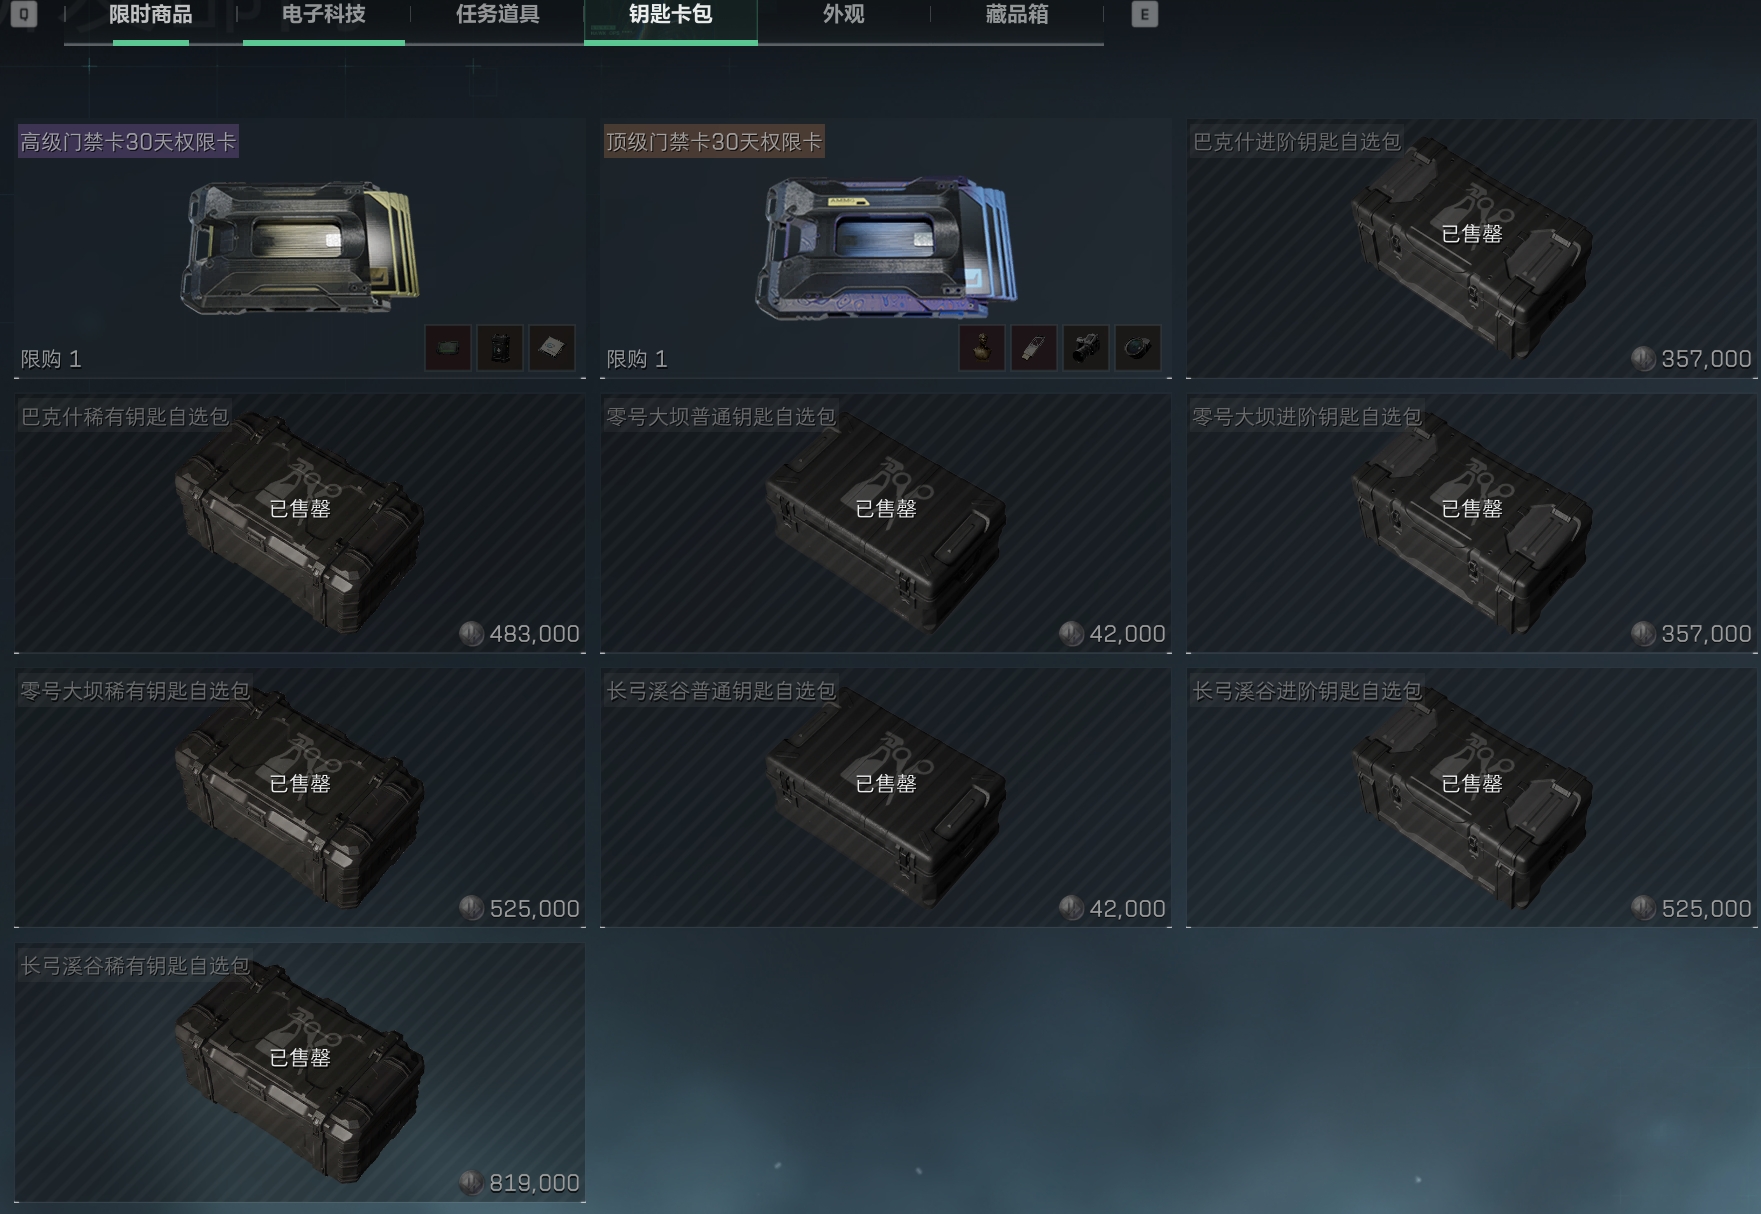 Q
限时商品
电子科技
任务道具
钥匙卡包
外观
藏品箱
E
高级门禁卡30天权限卡
限购 1
顶级门禁卡30天权限卡
限购 1
巴克什进阶钥匙自选包
已售罄
357,000
巴克什稀有钥匙自选包
已售罄
483,000
零号大坝普通钥匙自选包
已售罄
42,000
零号大坝进阶钥匙自选包
已售罄
357,000
零号大坝稀有钥匙自选包
已售罄
525,000
长弓溪谷普通钥匙自选包
已售罄
42,000
长弓溪谷进阶钥匙自选包
已售罄
525,000
长弓溪谷稀有钥匙自选包
已售罄
819,000